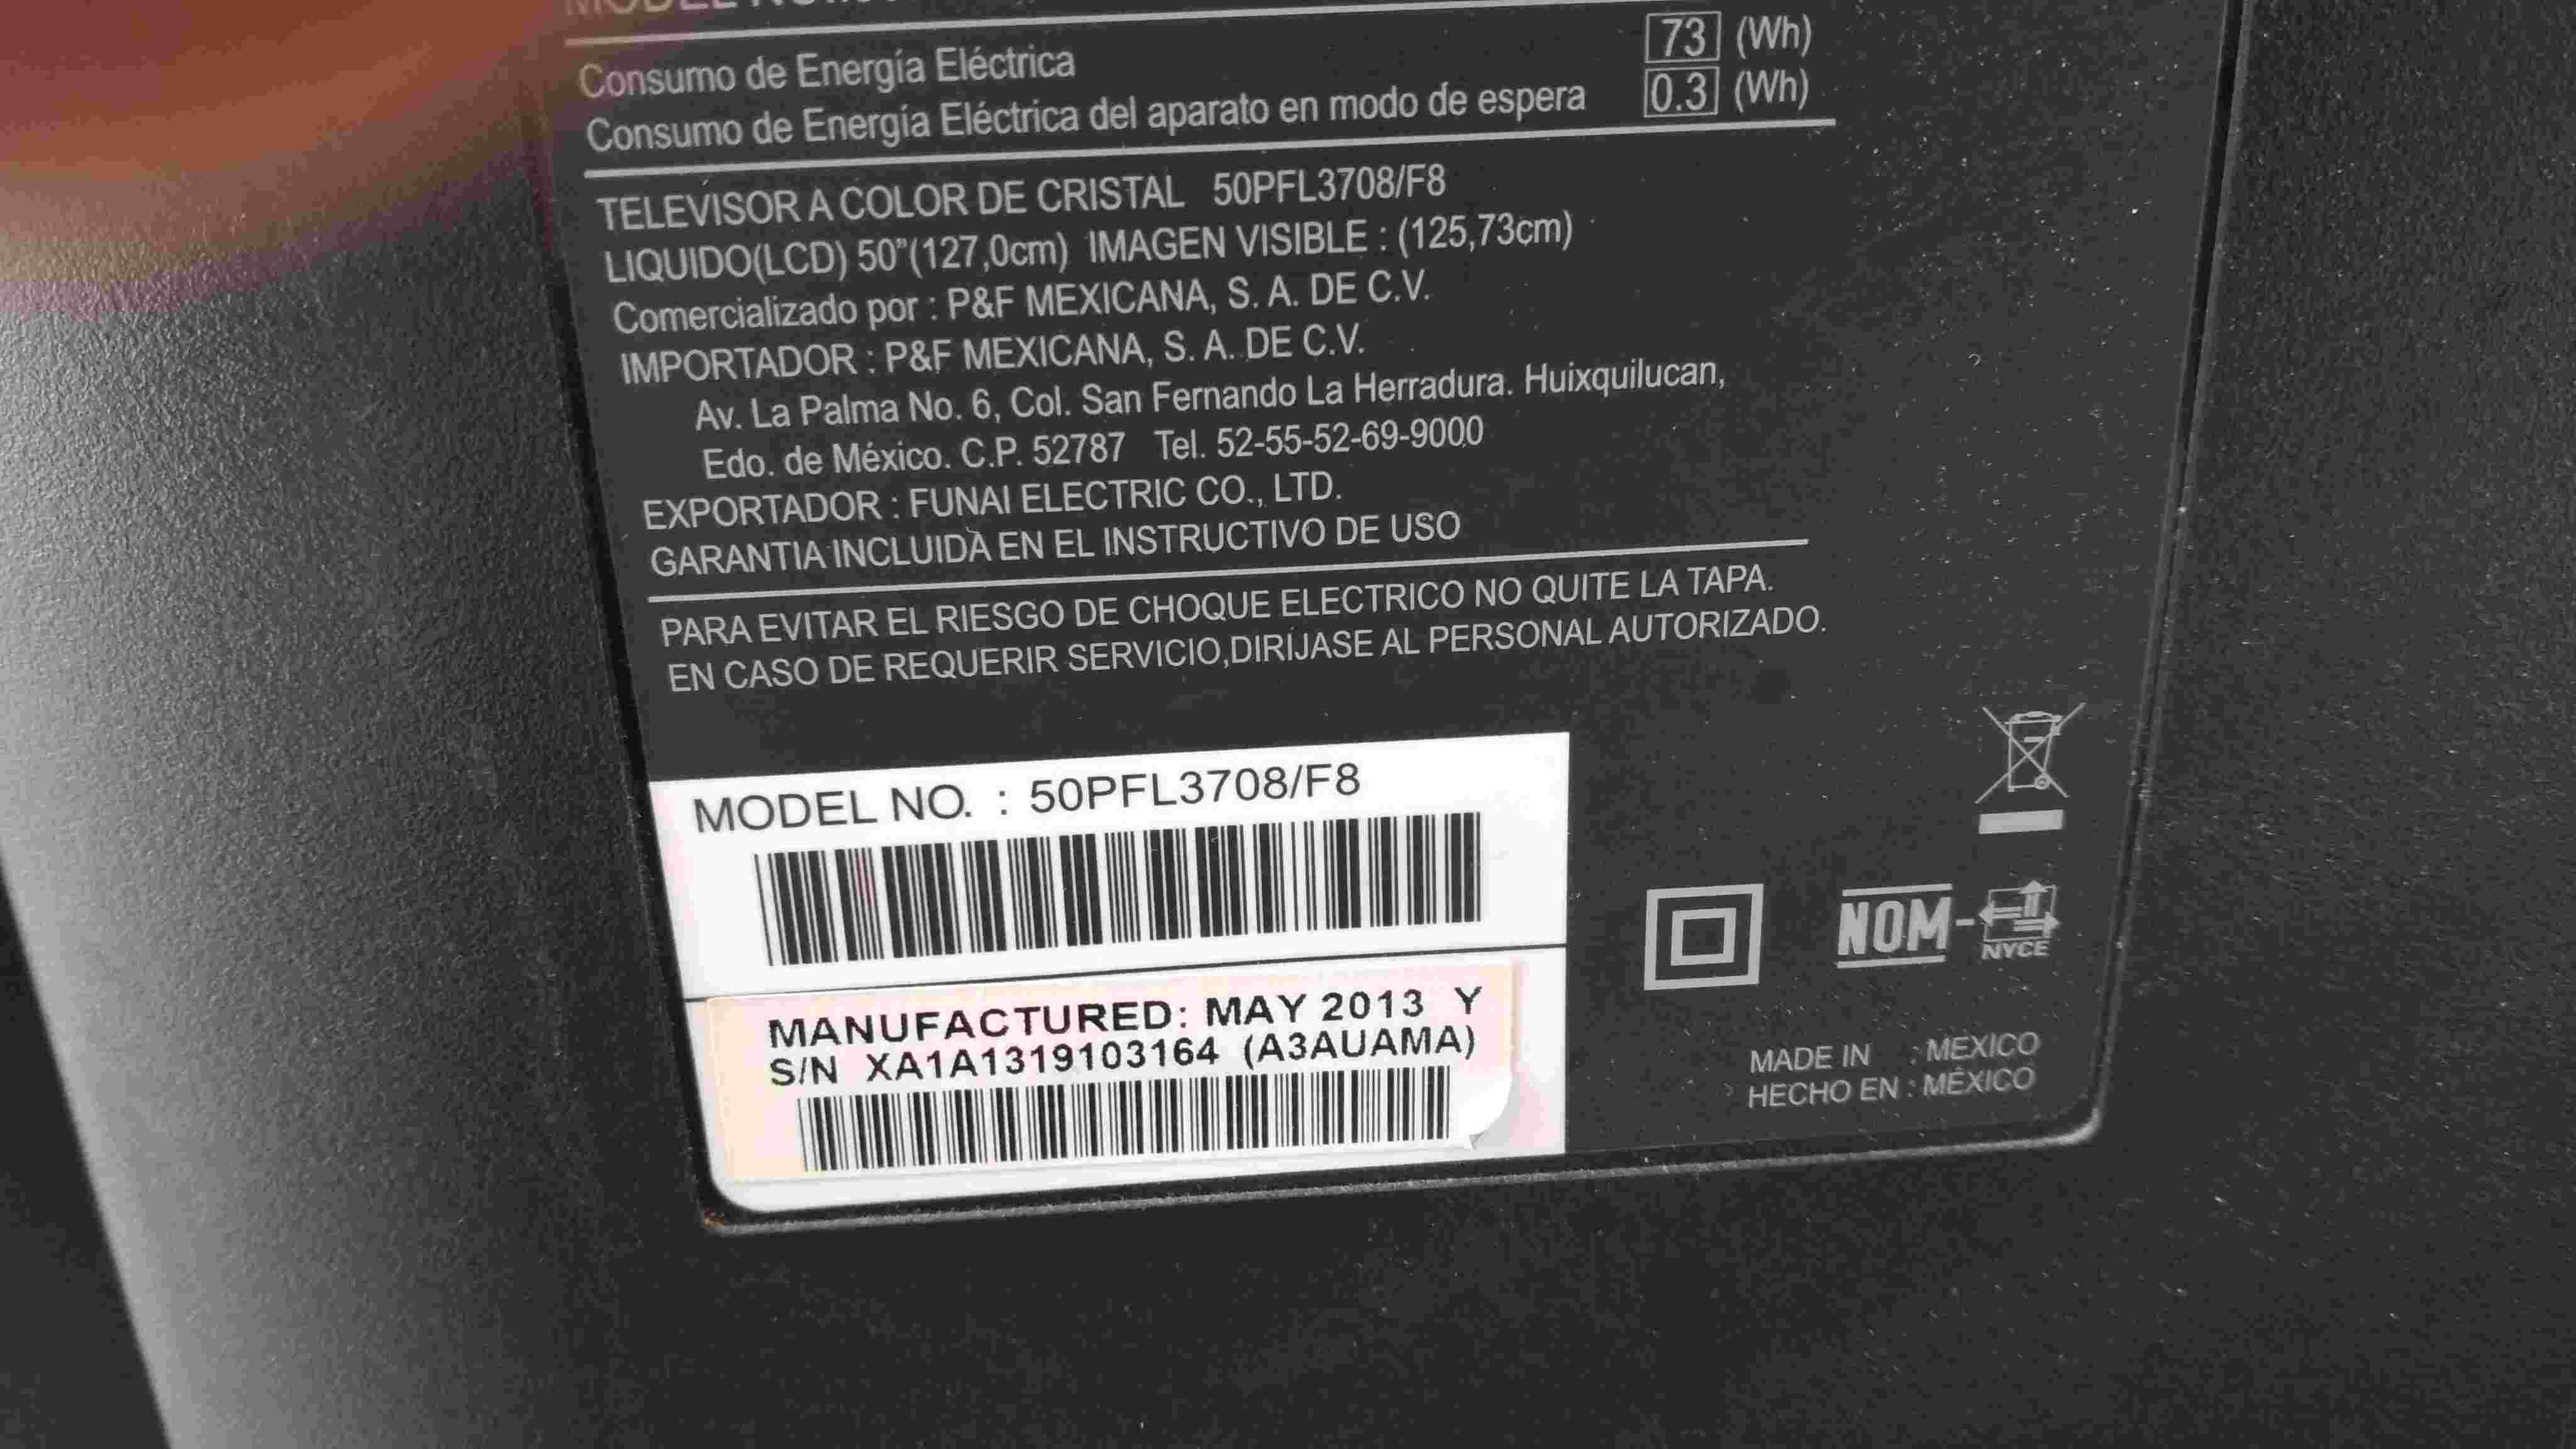 Consumo de Energía Eléctrica 73 (Wh)
Consumo de Energía Eléctrica del aparato en modo de espera 0.3 (Wh)
TELEVISOR A COLOR DE CRISTAL 50PFL3708/F8
LIQUIDO(LCD) 50"(127,0cm) IMAGEN VISIBLE : (125,73cm)
Comercializado por : P&F MEXICANA, S. A. DE C.V.
IMPORTADOR : P&F MEXICANA, S. A. DE C.V.
Av. La Palma No. 6, Col. San Fernando La Herradura. Huixquilucan,
Edo. de México. C.P. 52787 Tel. 52-55-52-69-9000
EXPORTADOR : FUNAI ELECTRIC CO., LTD.
GARANTIA INCLUIDA EN EL INSTRUCTIVO DE USO
PARA EVITAR EL RIESGO DE CHOQUE ELECTRICO NO QUITE LA TAPA.
EN CASO DE REQUERIR SERVICIO,DIRIJASE AL PERSONAL AUTORIZADO.
MODEL NO. : 50PFL3708/F8
MANUFACTURED: MAY 2013 Y
S/N XA1A1319103164 (A3AUAMA)
NOM-NYCE
MADE IN : MEXICO
HECHO EN : MÉXICO